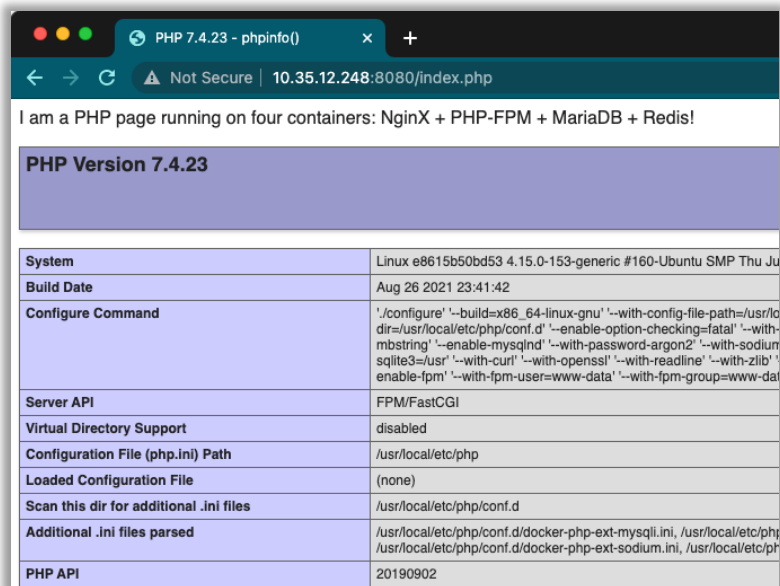 PHP 7.4.23 - phpinfo()
Not Secure | 10.35.12.248:8080/index.php
I am a PHP page running on four containers: NginX + PHP-FPM + MariaDB + Redis!
PHP Version 7.4.23
System Linux e8615b50bd53 4.15.0-153-generic #160-Ubuntu SMP Thu Ju
Build Date Aug 26 2021 23:41:42
Configure Command './configure' '--build=x86_64-linux-gnu' '--with-config-file-path=/usr/lo
dir=/usr/local/etc/php/conf.d' '--enable-option-checking=fatal' '--with-
mbstring' '--enable-mysqlnd' '--with-password-argon2' '--with-sodium
sqlite3=/usr' '--with-curl' '--with-openssl' '--with-readline' '--with-zlib' '
enable-fpm' '--with-fpm-user=www-data' '--with-fpm-group=www-dat
Server API FPM/FastCGI
Virtual Directory Support disabled
Configuration File (php.ini) Path /usr/local/etc/php
Loaded Configuration File (none)
Scan this dir for additional .ini files /usr/local/etc/php/conf.d
Additional .ini files parsed /usr/local/etc/php/conf.d/docker-php-ext-mysqli.ini, /usr/local/etc/php
/usr/local/etc/php/conf.d/docker-php-ext-sodium.ini, /usr/local/etc/ph
PHP API 20190902